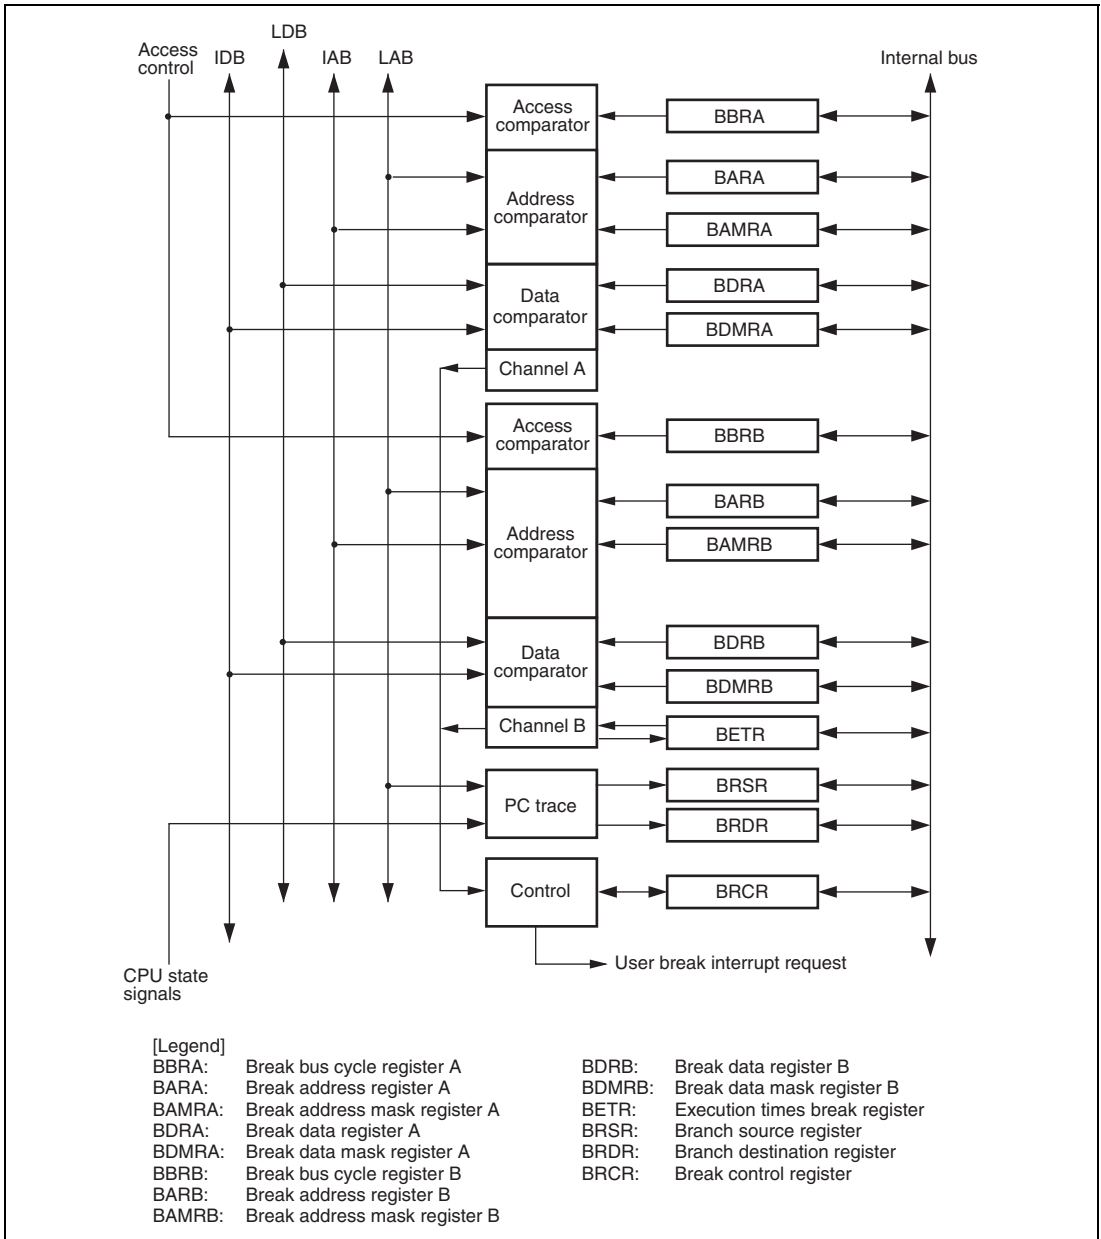 LDB
Access
control
IDB
IAB
LAB
Internal bus
Access
comparator
BBRA
Address
comparator
BARA
BAMRA
Data
comparator
BDRA
BDMRA
Channel A
Access
comparator
BBRB
Address
comparator
BARB
BAMRB
Data
comparator
BDRB
BDMRB
Channel B
BETR
PC trace
BRSR
BRDR
Control
BRCR
User break interrupt request
CPU state
signals
[Legend]
BBRA: Break bus cycle register A
BARA: Break address register A
BAMRA: Break address mask register A
BDRA: Break data register A
BDMRA: Break data mask register A
BBRB: Break bus cycle register B
BARB: Break address register B
BAMRB: Break address mask register B
BDRB: Break data register B
BDMRB: Break data mask register B
BETR: Execution times break register
BRSR: Branch source register
BRDR: Branch destination register
BRCR: Break control register